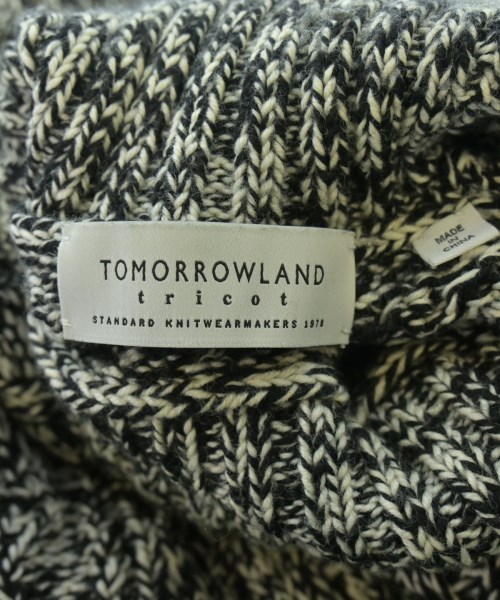 TOMORROWLAND
tricot
STANDARD KNITWEARMAKERS 1978
MADE
IN
CHINA